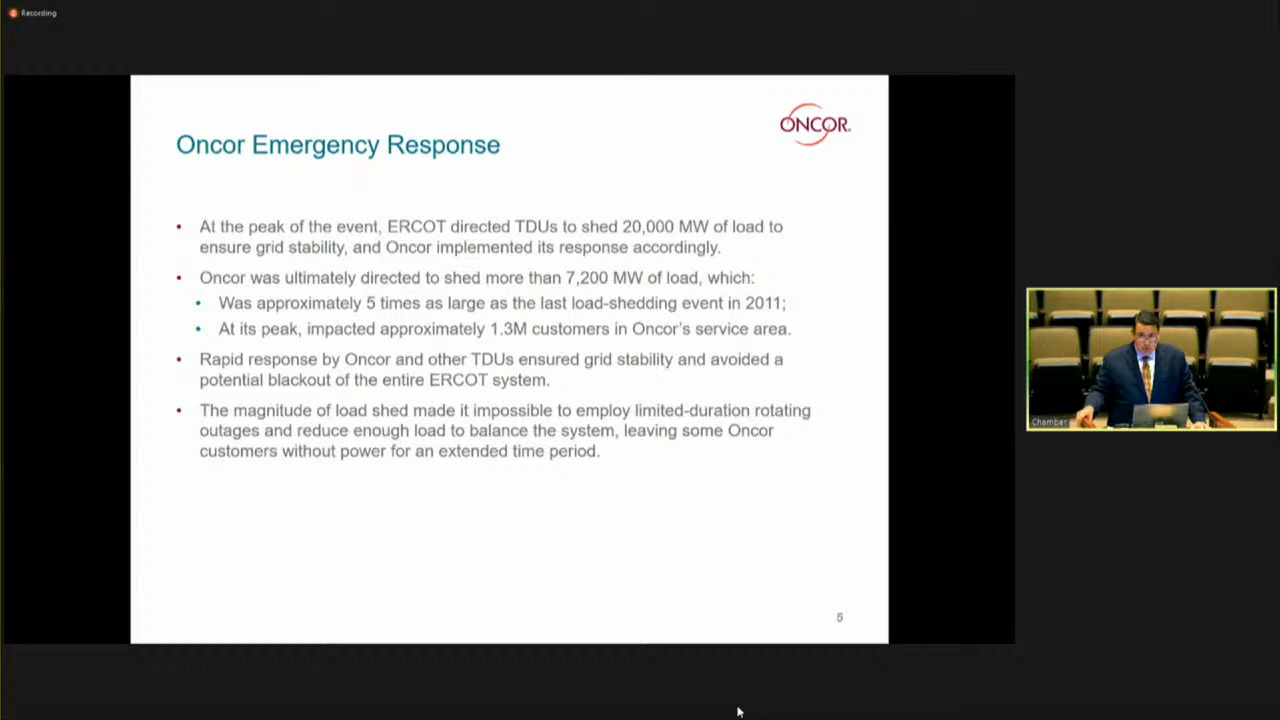 Recording
ONCOR.
Oncor Emergency Response
• At the peak of the event, ERCOT directed TDUs to shed 20,000 MW of load to
ensure grid stability, and Oncor implemented its response accordingly.
• Oncor was ultimately directed to shed more than 7,200 MW of load, which:
• Was approximately 5 times as large as the last load-shedding event in 2011;
• At its peak, impacted approximately 1.3M customers in Oncor's service area.
• Rapid response by Oncor and other TDUs ensured grid stability and avoided a
potential blackout of the entire ERCOT system.
• The magnitude of load shed made it impossible to employ limited-duration rotating
outages and reduce enough load to balance the system, leaving some Oncor
customers without power for an extended time period.
5
Chamber